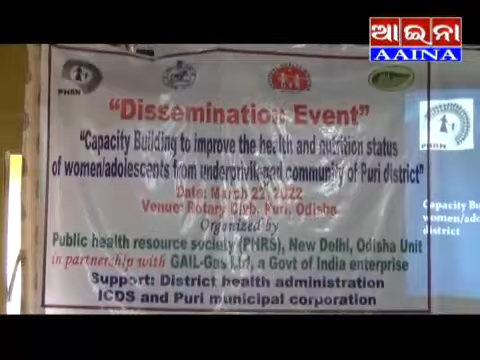 ଆଇନା
AAINA
PHRN
"Dissemination Event"
"Capacity Building to improve the health and nutrition status
of women/adolescents from underprivileged community of Puri district"
Date: March 22, 2022
Venue: Rotary Club, Puri, Odisha
Organized by
Public health resource society (PHRS), New Delhi, Odisha Unit
in partnership with GAIL-Gas Ltd, a Govt of India enterprise
Support: District health administration
ICDS and Puri municipal corporation
Capacity Bu
women/ado
district